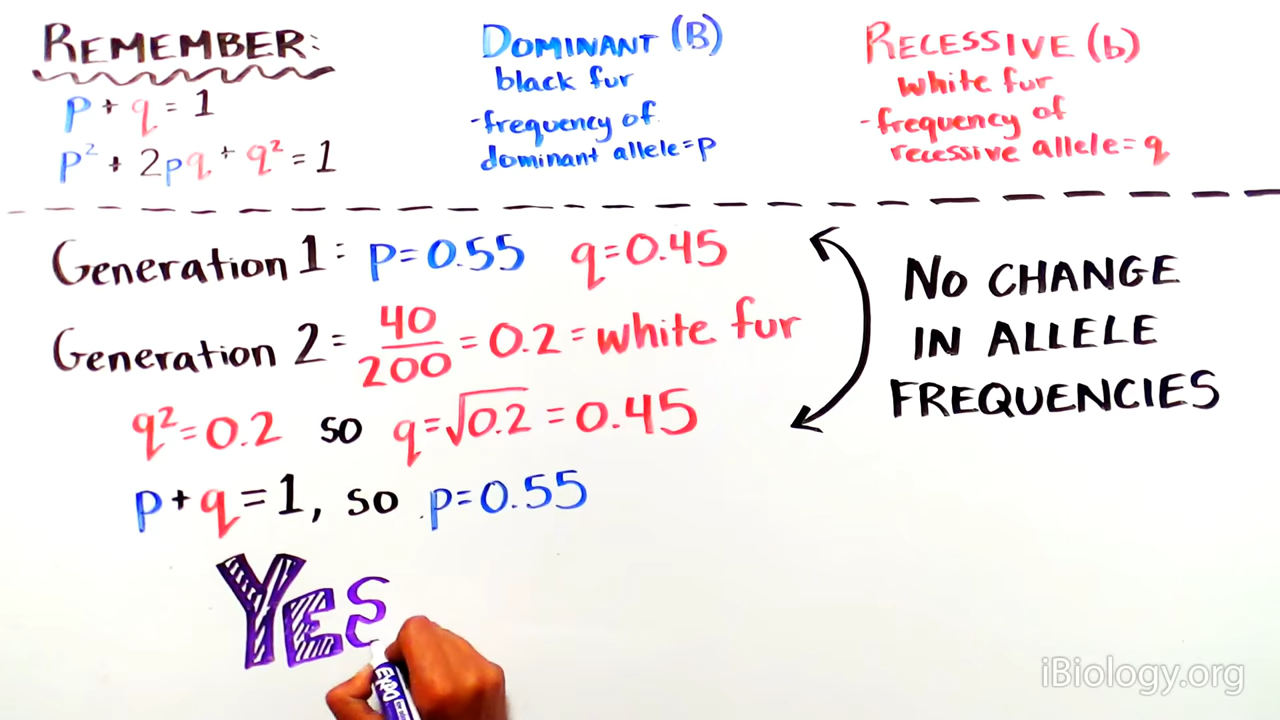 REMEMBER:
p + q = 1
p² + 2pq + q² = 1
DOMINANT (B)
black fur
-frequency of
dominant allele=p
RECESSIVE (b)
white fur
-frequency of
recessive allele=q
Generation 1: p=0.55 q=0.45
Generation 2= 40/200 = 0.2 = white fur
q²=0.2 so q=√0.2 = 0.45
p+q=1, so p=0.55
NO CHANGE
IN ALLELE
FREQUENCIES
YES
EXPO
iBiology.org